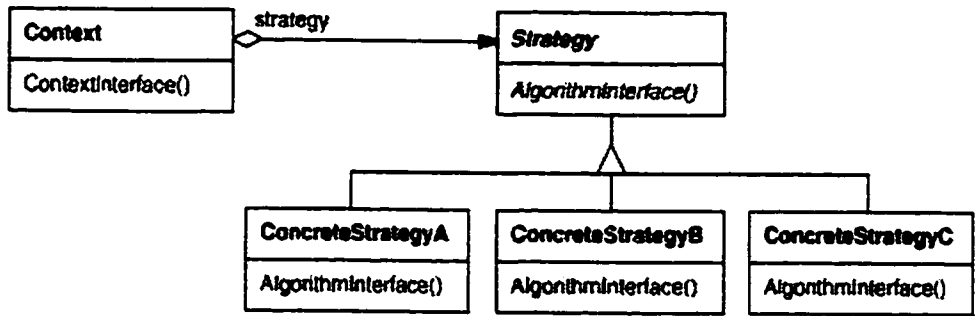 Context
ContextInterface()
strategy
Strategy
AlgorithmInterface()
ConcreteStrategyA
AlgorithmInterface()
ConcreteStrategyB
AlgorithmInterface()
ConcreteStrategyC
AlgorithmInterface()